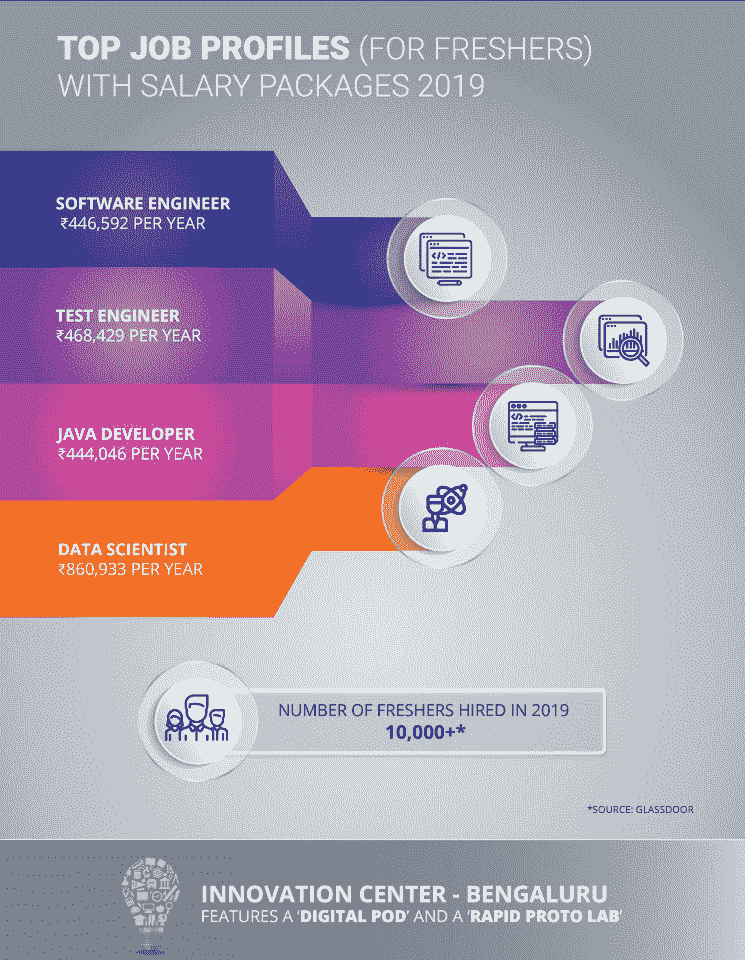 TOP JOB PROFILES (FOR FRESHERS)
WITH SALARY PACKAGES 2019
SOFTWARE ENGINEER
₹446,592 PER YEAR
TEST ENGINEER
₹468,429 PER YEAR
JAVA DEVELOPER
₹444,046 PER YEAR
DATA SCIENTIST
₹860,933 PER YEAR
NUMBER OF FRESHERS HIRED IN 2019
10,000+*
*SOURCE: GLASSDOOR
INNOVATION CENTER - BENGALURU
FEATURES A 'DIGITAL POD' AND A 'RAPID PROTO LAB'